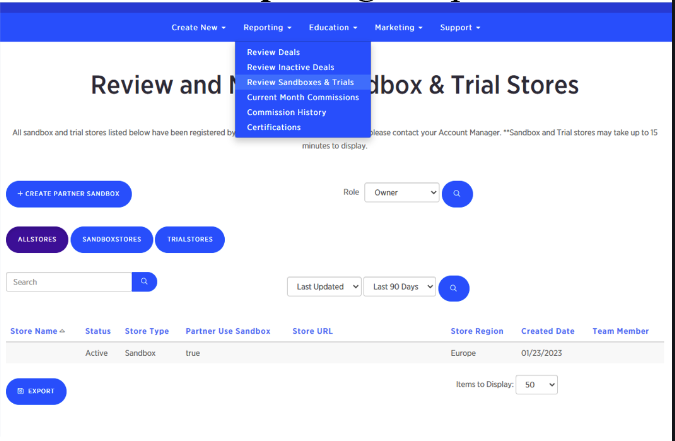 Create New Reporting Education Marketing Support
Review Deals
Review Inactive Deals
Review Sandboxes & Trials
Current Month Commissions
Commission History
Certifications
Review and dbox & Trial Stores
All sandbox and trial stores listed below have been registered by please contact your Account Manager. **Sandbox and Trial stores may take up to 15
minutes to display.
+ CREATE PARTNER SANDBOX
Role Owner
ALLSTORES SANDBOXSTORES TRIALSTORES
Search Last Updated Last 90 Days
Store Name Status Store Type Partner Use Sandbox Store URL Store Region Created Date Team Member
Active Sandbox true Europe 01/23/2023
Items to Display: 50
EXPORT